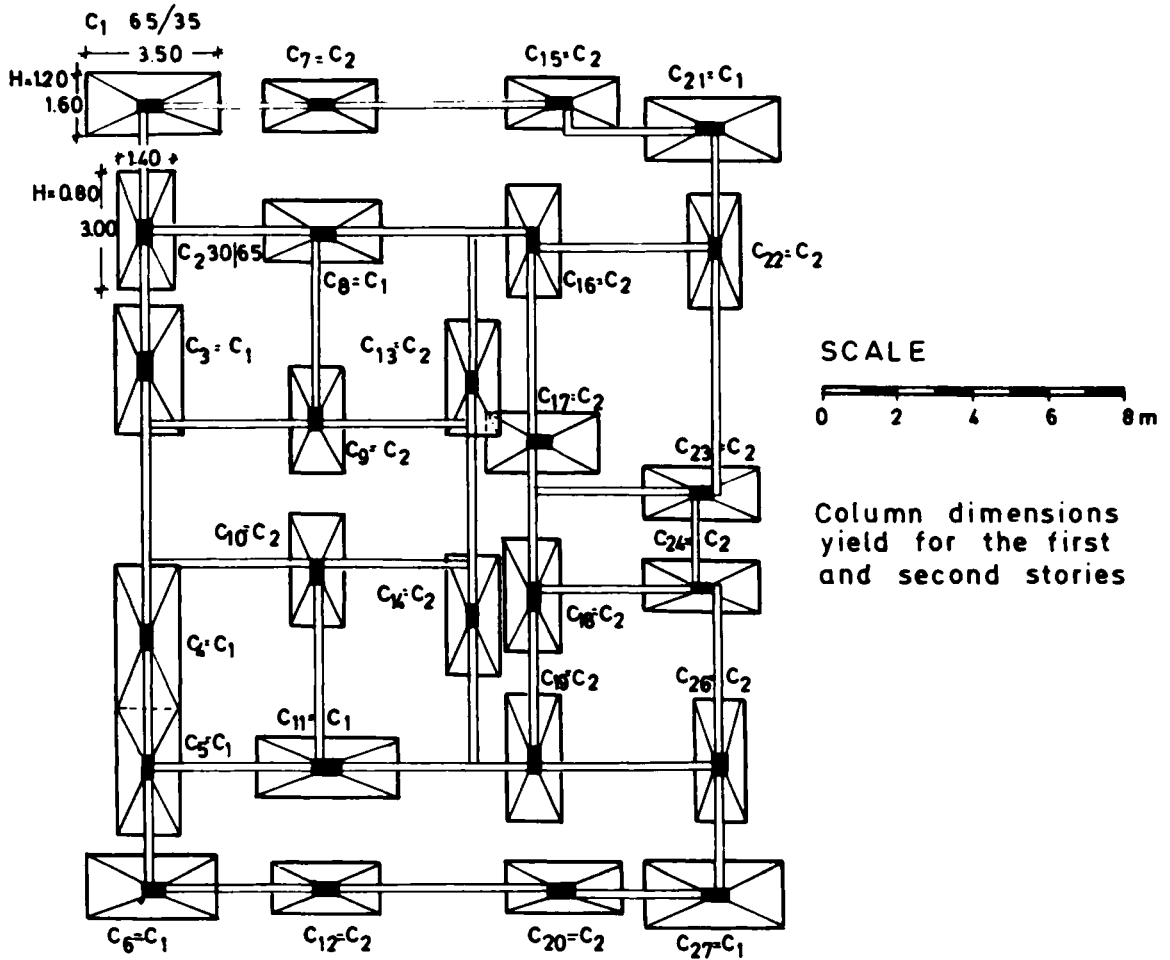 C1 65/35
3.50
H=1.20
1.60
C7=C2
C15=C2
C21=C1
1.40
H=0.80
3.00
C2 30/65
C8=C1
C16=C2
C22=C2
C3=C1
C13=C2
C17=C2
C9=C2
C23=C2
SCALE
0 2 4 6 8m
Column dimensions
yield for the first
and second stories
C10=C2
C24=C2
C14=C2
C18=C2
C4=C1
C19=C2
C26=C2
C11=C1
C5=C1
C6=C1
C12=C2
C20=C2
C27=C1